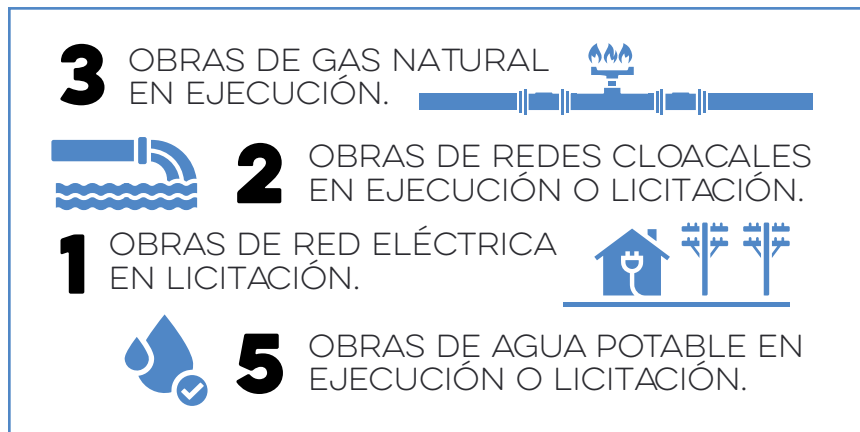 3 OBRAS DE GAS NATURAL
EN EJECUCIÓN.
2 OBRAS DE REDES CLOACALES
EN EJECUCIÓN O LICITACIÓN.
1 OBRAS DE RED ELÉCTRICA
EN LICITACIÓN.
5 OBRAS DE AGUA POTABLE EN
EJECUCIÓN O LICITACIÓN.